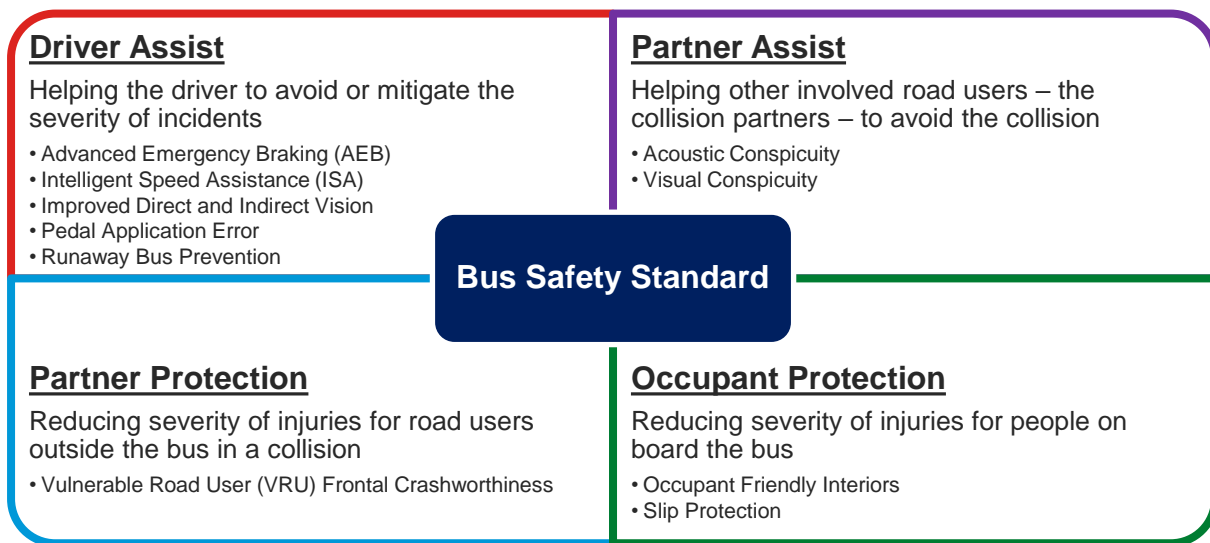 Driver Assist
Helping the driver to avoid or mitigate the
severity of incidents
• Advanced Emergency Braking (AEB)
• Intelligent Speed Assistance (ISA)
• Improved Direct and Indirect Vision
• Pedal Application Error
• Runaway Bus Prevention
Partner Assist
Helping other involved road users – the
collision partners – to avoid the collision
• Acoustic Conspicuity
• Visual Conspicuity
Bus Safety Standard
Partner Protection
Reducing severity of injuries for road users
outside the bus in a collision
• Vulnerable Road User (VRU) Frontal Crashworthiness
Occupant Protection
Reducing severity of injuries for people on
board the bus
• Occupant Friendly Interiors
• Slip Protection